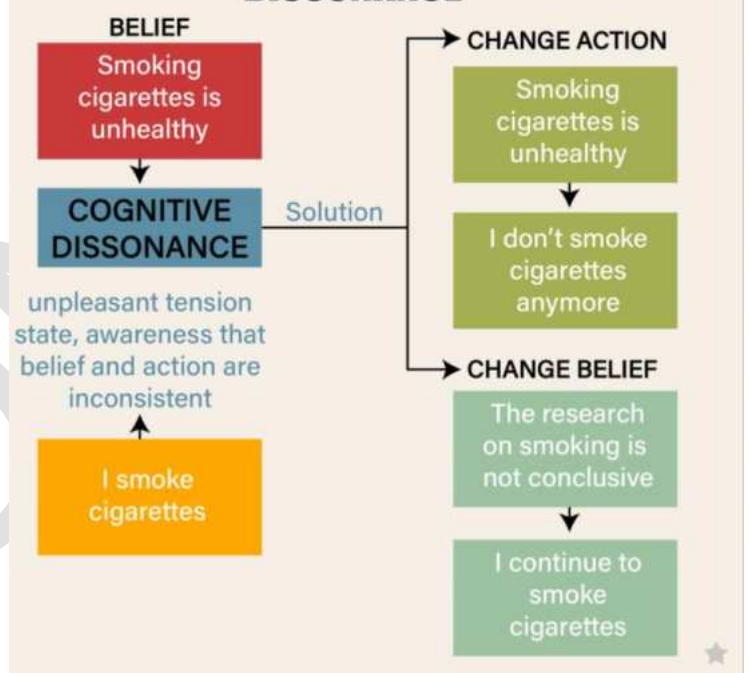 BELIEF
Smoking
cigarettes is
unhealthy
COGNITIVE
DISSONANCE
unpleasant tension
state, awareness that
belief and action are
inconsistent
I smoke
cigarettes
Solution
CHANGE ACTION
Smoking
cigarettes is
unhealthy
I don't smoke
cigarettes
anymore
CHANGE BELIEF
The research
on smoking is
not conclusive
I continue to
smoke
cigarettes